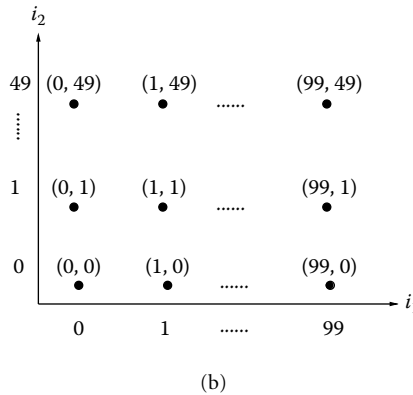 i2
49 (0, 49) (1, 49) (99, 49)
......
......
1 (0, 1) (1, 1) (99, 1)
......
0 (0, 0) (1, 0) (99, 0)
......
i
0 1 ...... 99
(b)